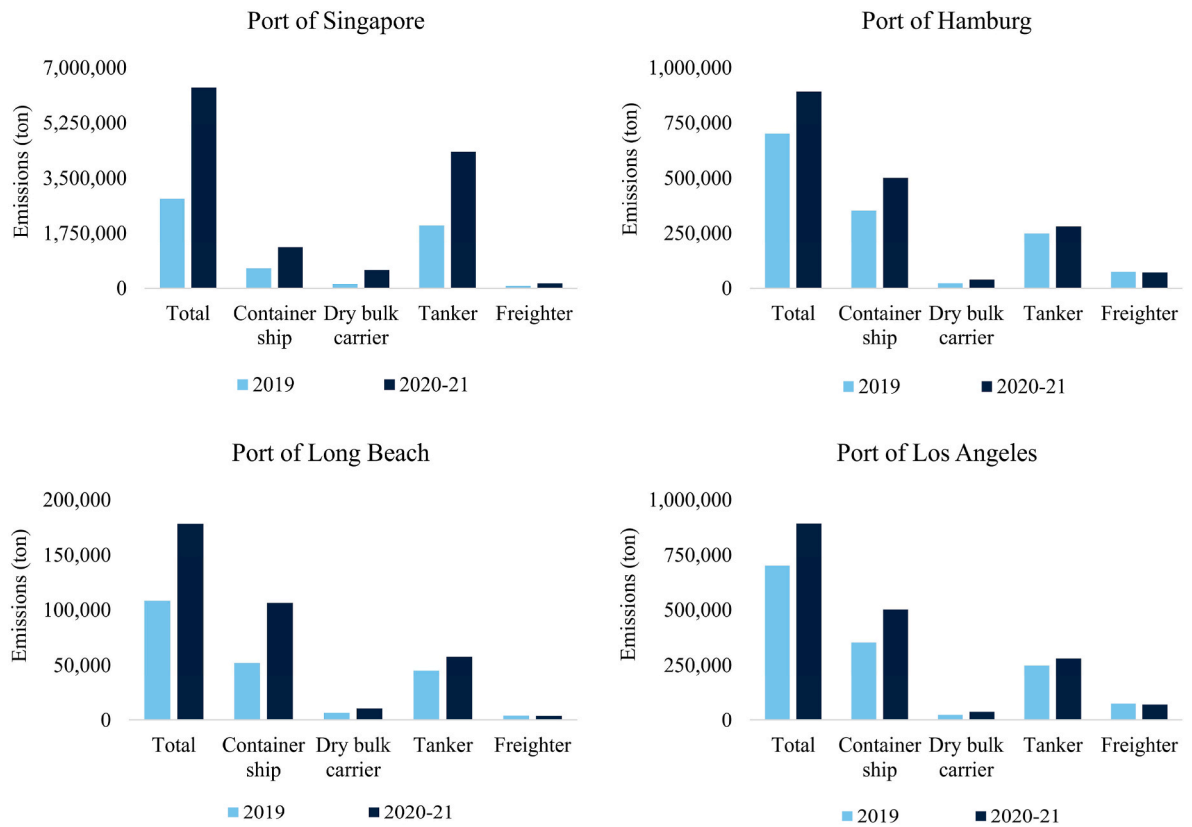 Port of Singapore
Emissions (ton)
7,000,000
5,250,000
3,500,000
1,750,000
0
Total Container Dry bulk Tanker Freighter
ship carrier
2019 2020-21
Port of Hamburg
Emissions (ton)
1,000,000
750,000
500,000
250,000
0
Total Container Dry bulk Tanker Freighter
ship carrier
2019 2020-21
Port of Long Beach
Emissions (ton)
200,000
150,000
100,000
50,000
0
Total Container Dry bulk Tanker Freighter
ship carrier
2019 2020-21
Port of Los Angeles
Emissions (ton)
1,000,000
750,000
500,000
250,000
0
Total Container Dry bulk Tanker Freighter
ship carrier
2019 2020-21